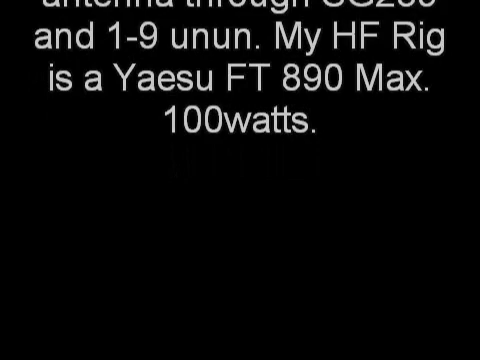 antenna through
and 1-9 unun. My HF Rig
is a Yaesu FT 890 Max.
100watts.